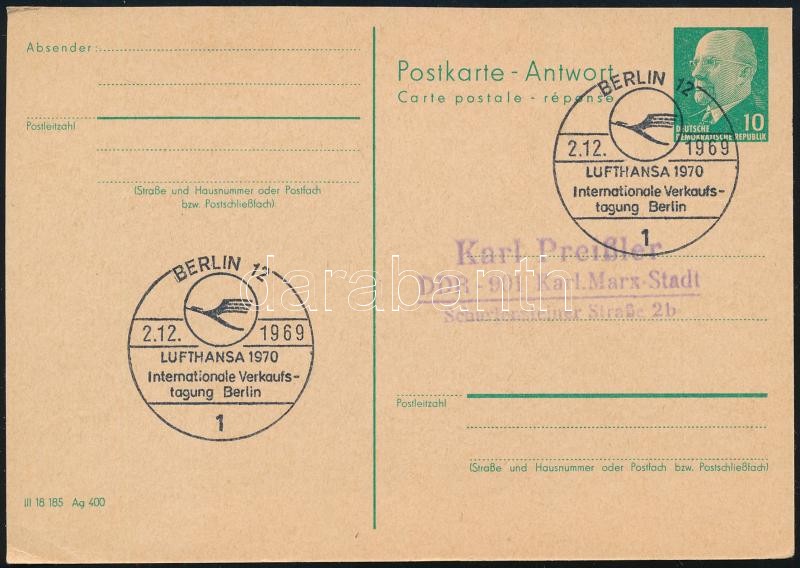 Absender:
Postleitzahl
(Straße und Hausnummer oder Postfach
bzw. Postschließfach)
Postkarte - Antwort
Carte postale - réponse
10
DEUTSCHE
DEMOKRATISCHE REPUBLIK
BERLIN 12
2.12. 1969
LUFTHANSA 1970
Internationale Verkaufs-
tagung Berlin
1
Karl Preißler
DDR - 901 Karl-Marx-Stadt
Straße 2b
darabanth
BERLIN 12
2.12. 1969
LUFTHANSA 1970
Internationale Verkaufs-
tagung Berlin
1
Postleitzahl
(Straße und Hausnummer oder Postfach bzw. Postschließfach)
III 18 185 Ag 400